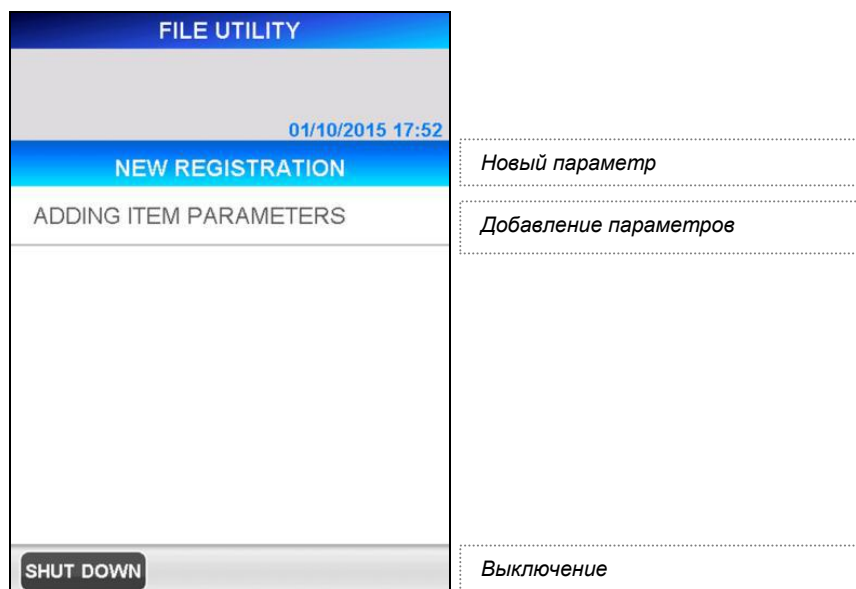 FILE UTILITY
01/10/2015 17:52
NEW REGISTRATION
Новый параметр
ADDING ITEM PARAMETERS
Добавление параметров
SHUT DOWN
Выключение